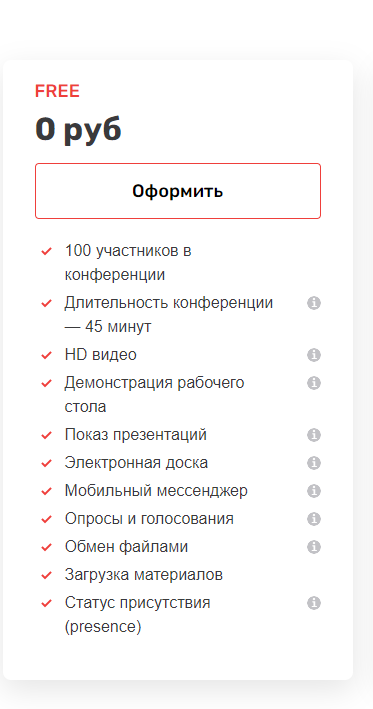 FREE
0 руб
Оформить
100 участников в
конференции
Длительность конференции
— 45 минут
HD видео
Демонстрация рабочего
стола
Показ презентаций
Электронная доска
Мобильный мессенджер
Опросы и голосования
Обмен файлами
Загрузка материалов
Статус присутствия
(presence)